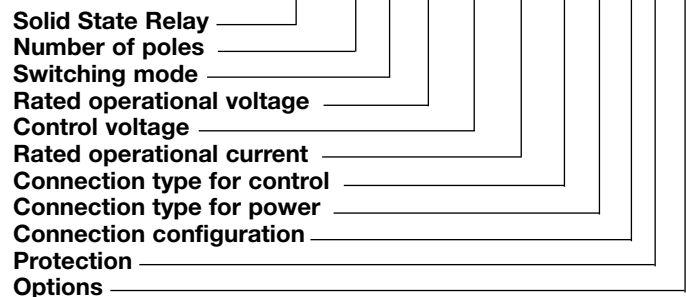 Solid State Relay
Number of poles
Switching mode
Rated operational voltage
Control voltage
Rated operational current
Connection type for control
Connection type for power
Connection configuration
Protection
Options